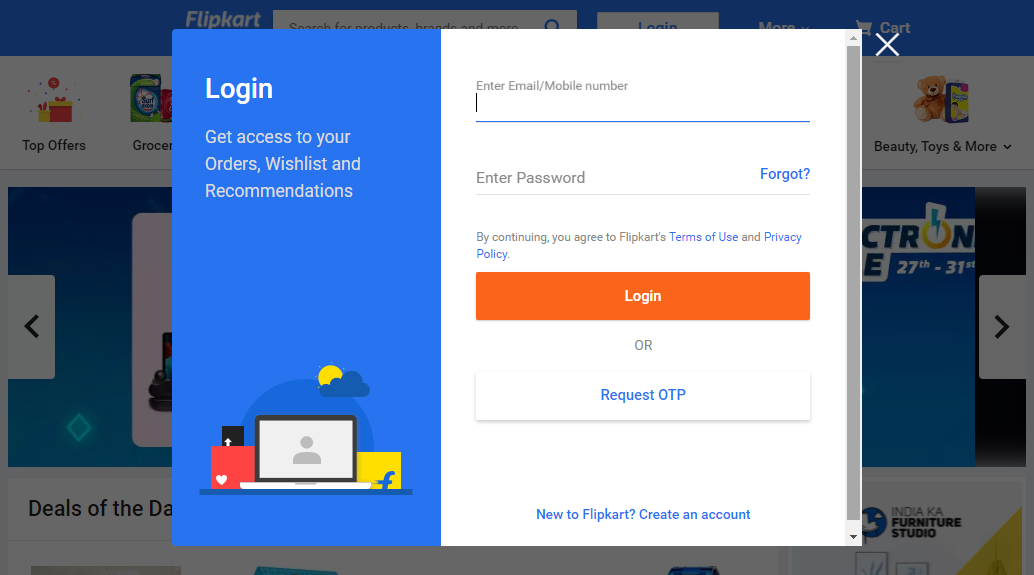 Flipkart
Search for products, brands and more
Login
More
Cart
Top Offers
Grocer
Beauty, Toys & More
Login
Get access to your
Orders, Wishlist and
Recommendations
Enter Email/Mobile number
Enter Password
Forgot?
By continuing, you agree to Flipkart's Terms of Use and Privacy
Policy.
Login
OR
Request OTP
New to Flipkart? Create an account
CTRON
E 27th - 31st
Deals of the Da
INDIA KA
FURNITURE
STUDIO